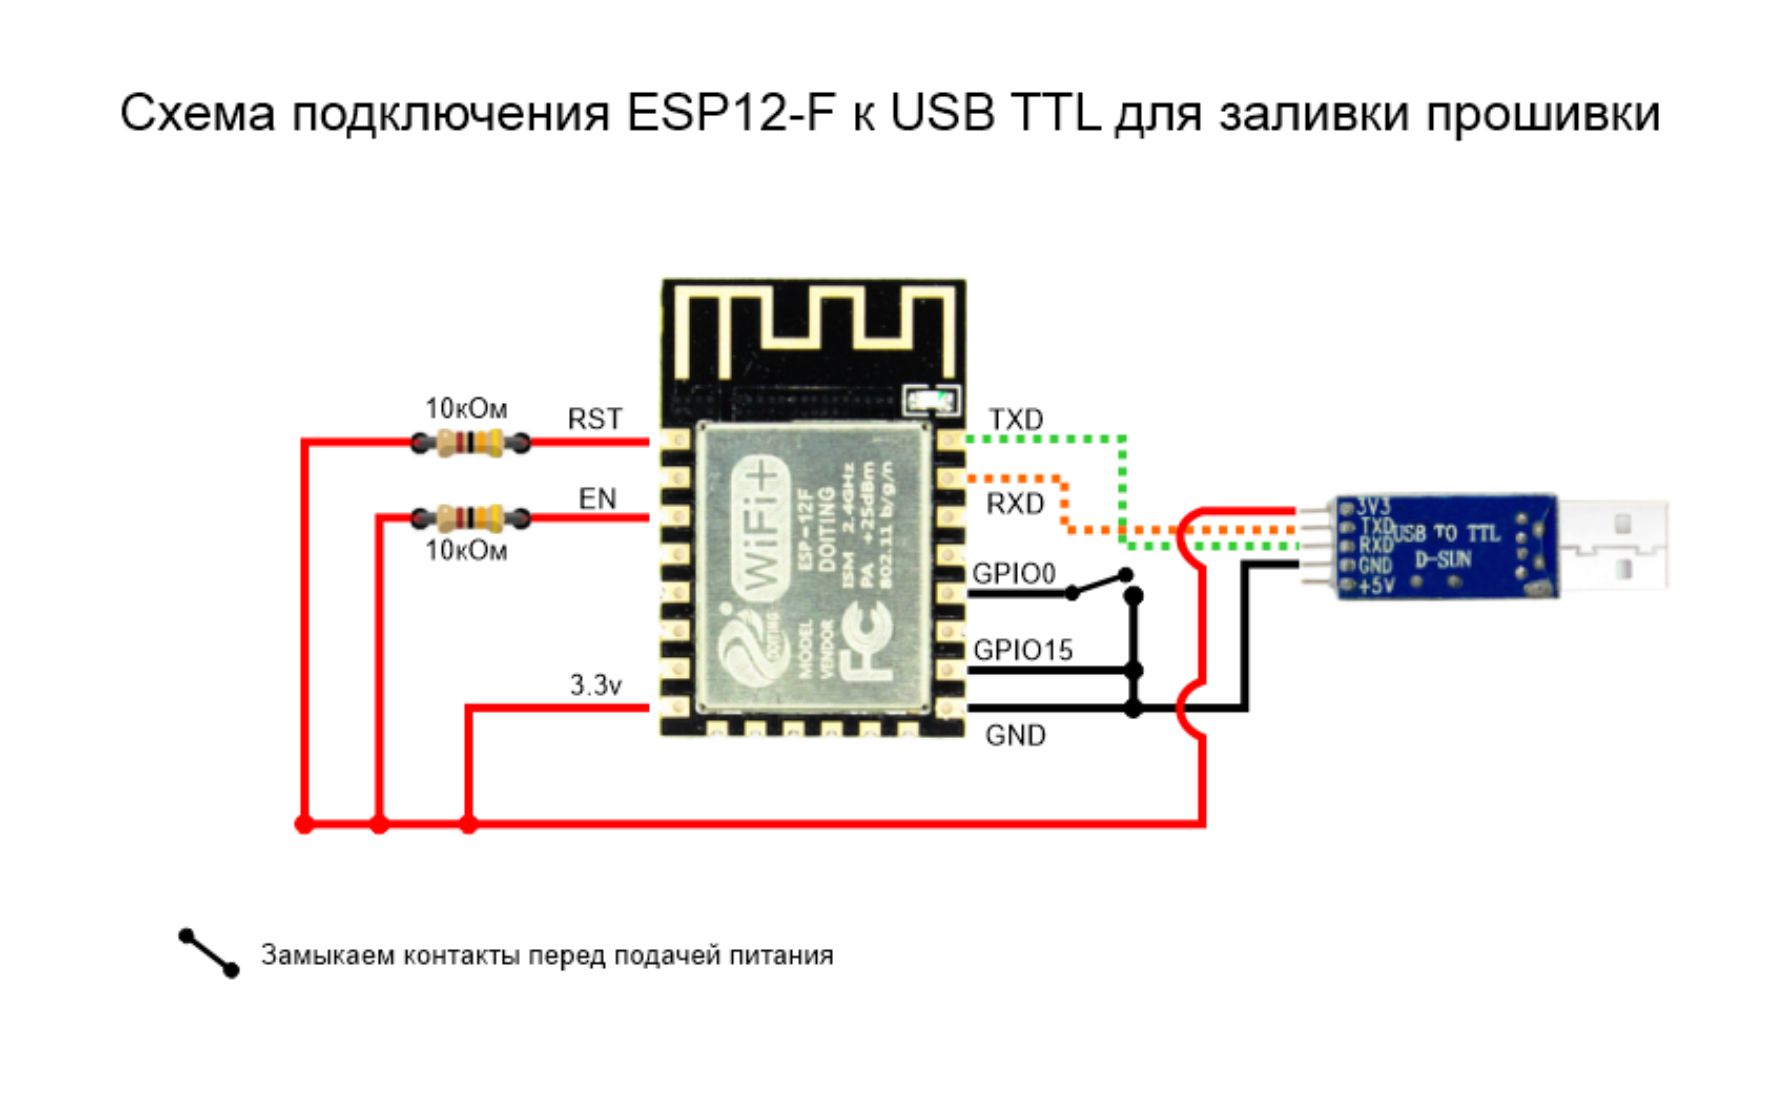 Схема подключения ESP12-F к USB TTL для заливки прошивки
10кОм
RST
TXD
EN
RXD
10кОм
GPIO0
GPIO15
3.3v
GND
WiFi+
ESP-12F
DOITING
ISM 2.4GHz
PA +25dBm
802.11 b/g/n
MODEL
VENDOR
DOITING
FC
3V3
TXD
RXD
GND
+5V
USB TO TTL
D-SUN
Замыкаем контакты перед подачей питания